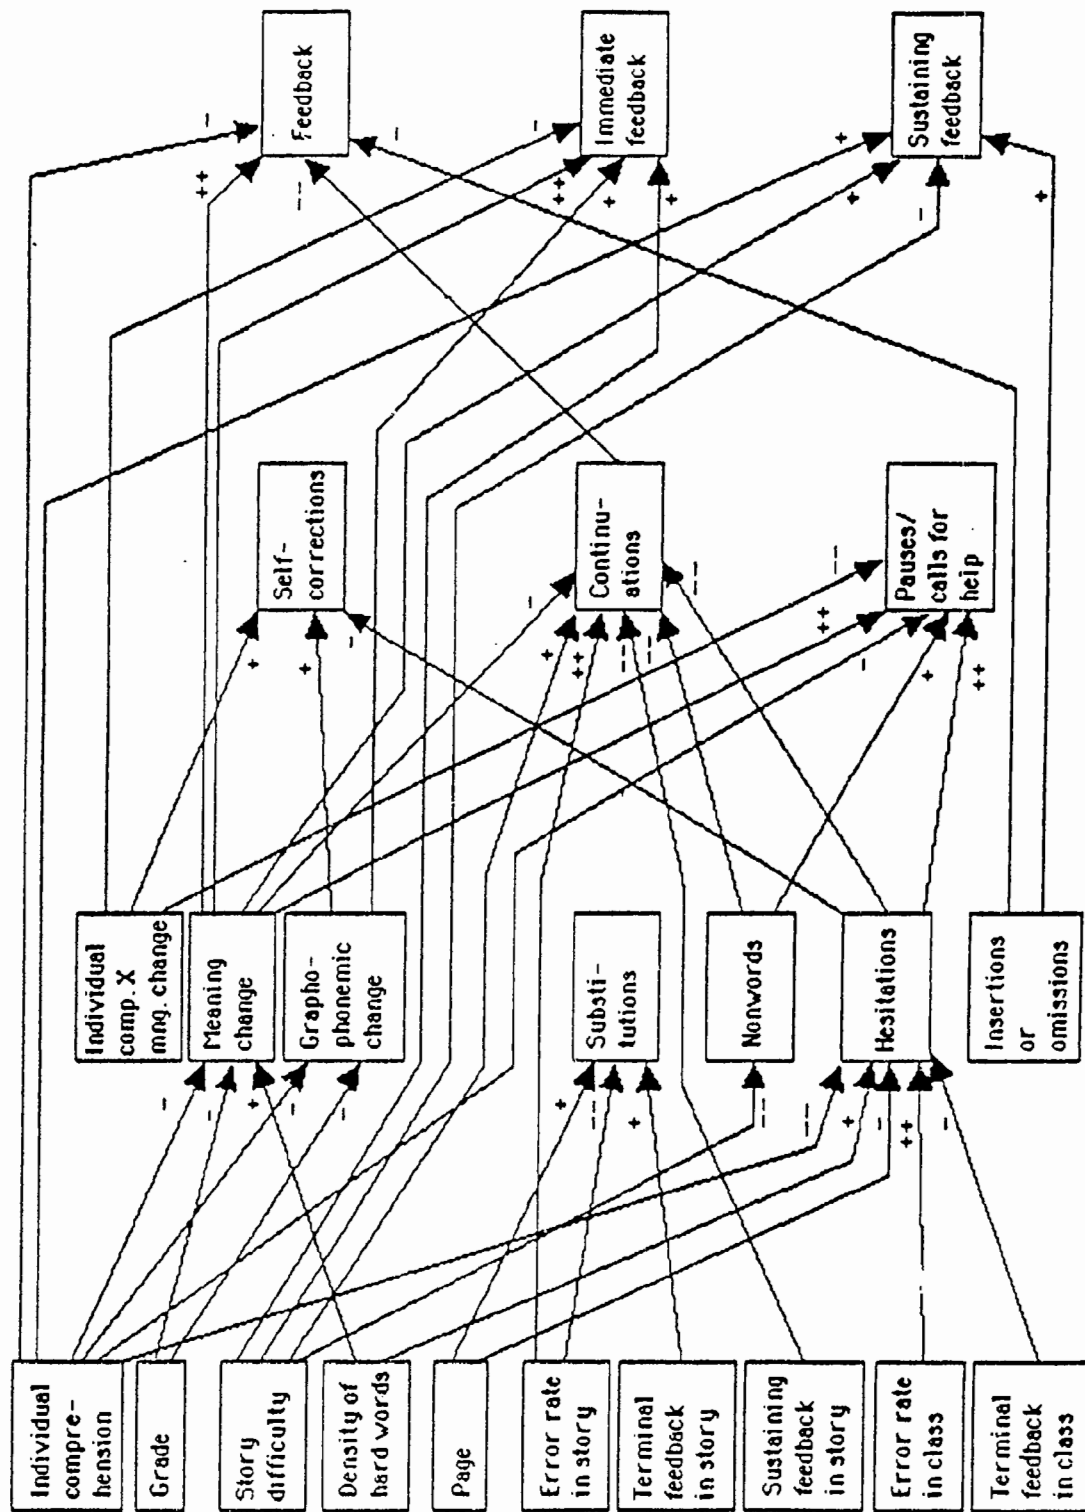 Individual
compre-
hension
Grade
Story
difficulty
Density of
hard words
Page
Error rate
in story
Terminal
feedback
in story
Sustaining
feedback
in story
Error rate
in class
Terminal
feedback
in class
Individual
comp. X
mng. change
Meaning
change
Grapho-
phonemic
change
Substi-
tutions
Nonwords
Hesitations
Insertions
or
omissions
Self-
corrections
Continu-
ations
Pauses/
calls for
help
Feedback
Immediate
feedback
Sustaining
feedback
-
-
+
-
-
+
--
+
--
--
+
-
++
-
+
+
-
-
+
++
--
--
--
--
++
-
+
++
-
++
--
-
-
++
+
+
+
+
-
+